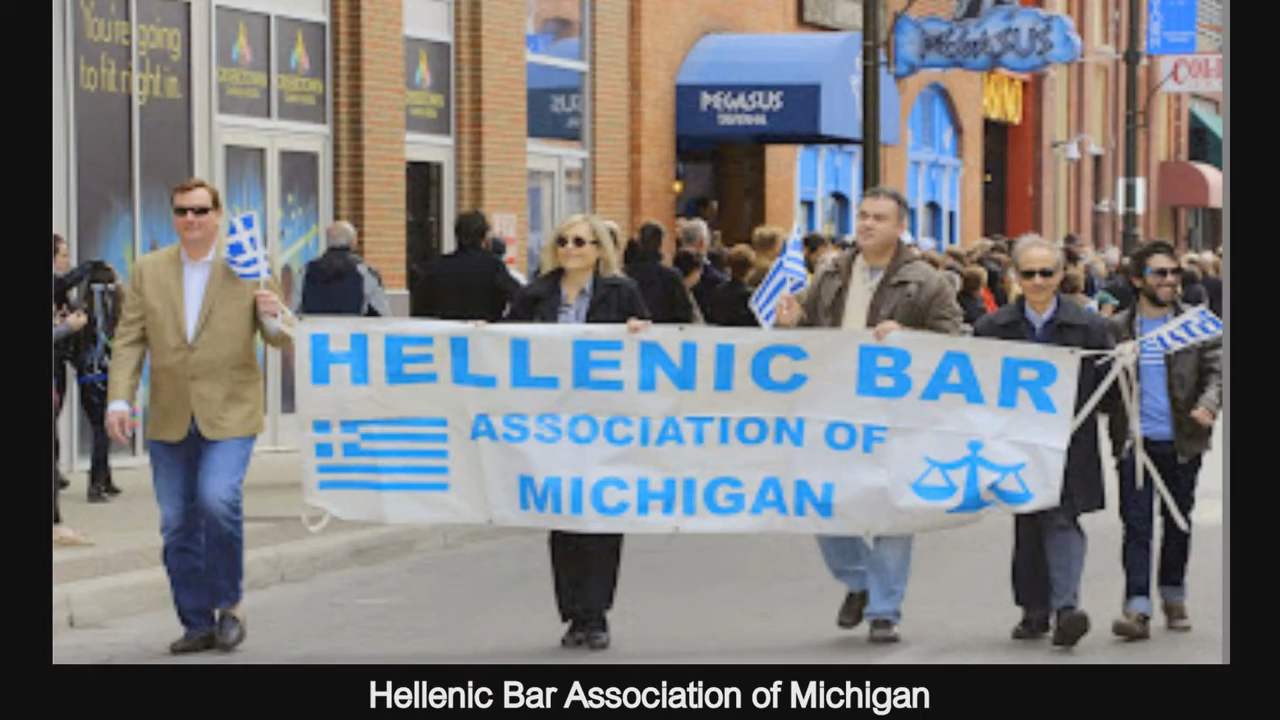 You're going
to fit right in.
PEGASUS
PEGASUS
TAVERNA
HELLENIC BAR
ASSOCIATION OF
MICHIGAN
Hellenic Bar Association of Michigan